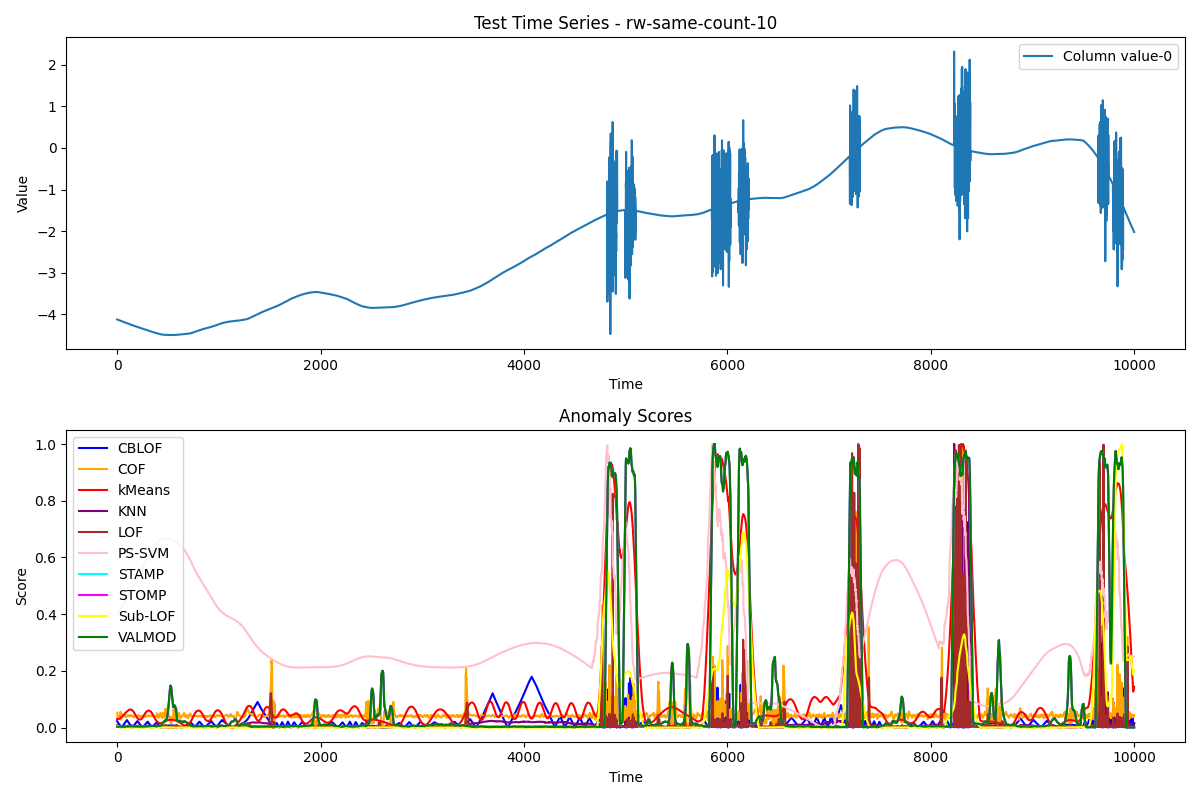 Test Time Series - rw-same-count-10
Column value-0
2
1
0
−1
−2
−3
−4
Value
0
2000
4000
6000
8000
10000
Time
Anomaly Scores
CBLOF
COF
kMeans
KNN
LOF
PS-SVM
STAMP
STOMP
Sub-LOF
VALMOD
1.0
0.8
0.6
0.4
0.2
0.0
Score
0
2000
4000
6000
8000
10000
Time